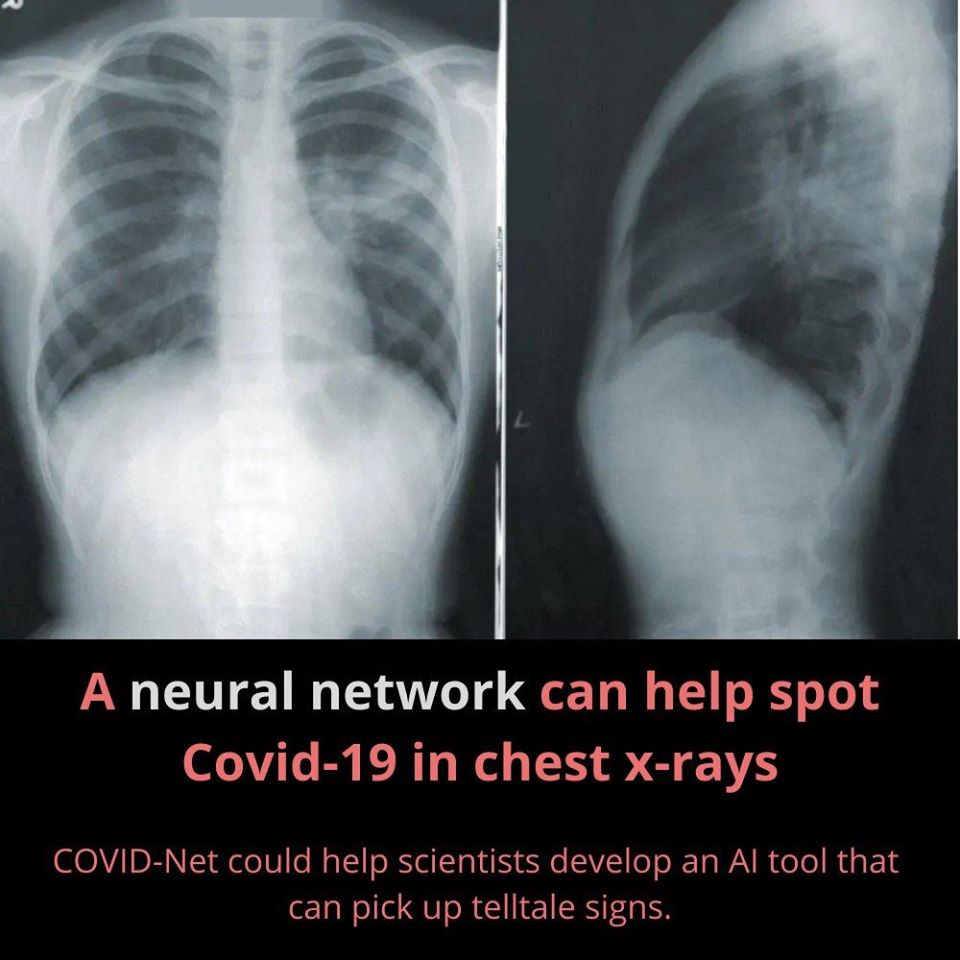 R
L
A neural network can help spot
Covid-19 in chest x-rays
COVID-Net could help scientists develop an AI tool that
can pick up telltale signs.